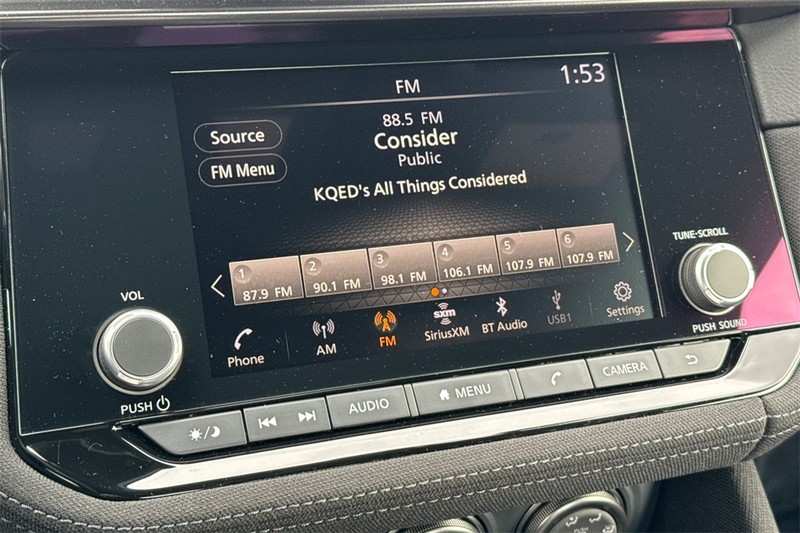 FM
1:53
88.5 FM
Consider
Public
KQED's All Things Considered
Source
FM Menu
1
87.9 FM
2
90.1 FM
3
98.1 FM
4
106.1 FM
5
107.9 FM
6
107.9 FM
Phone
AM
FM
sxm
SiriusXM
BT Audio
USB1
Settings
VOL
PUSH
TUNE·SCROLL
PUSH SOUND
AUDIO
MENU
CAMERA